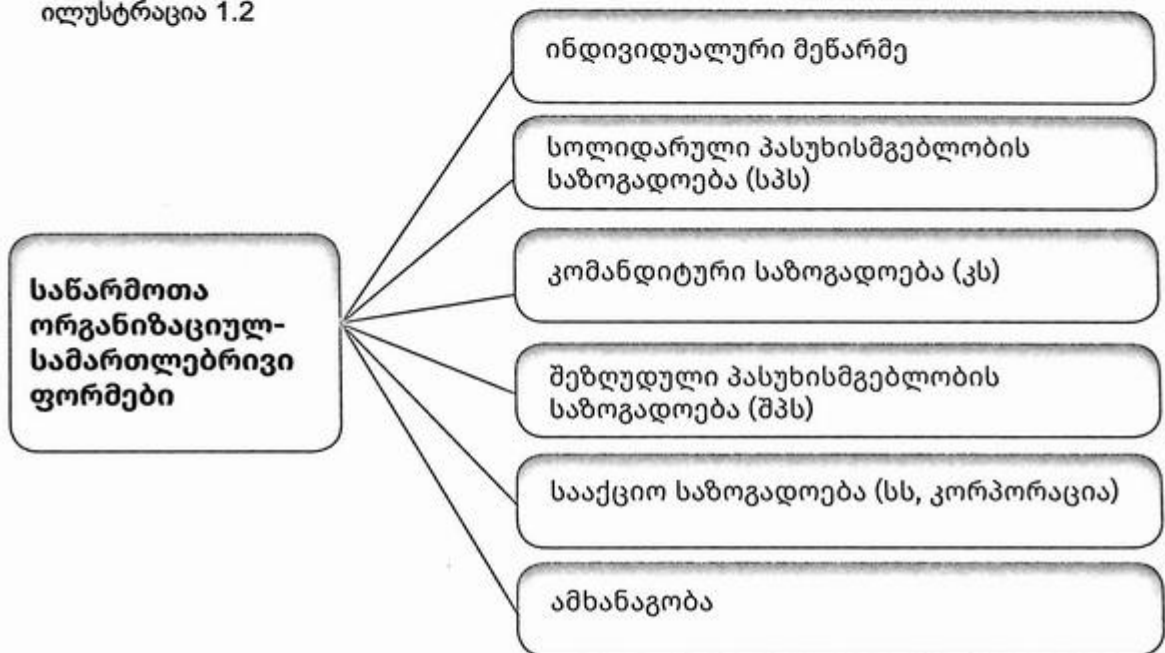 ილუსტრაცია 1.2
ინდივიდუალური მეწარმე
სოლიდარული პასუხისმგებლობის
საზოგადოება (სპს)
კომანდიტური საზოგადოება (კს)
საწარმოთა
ორგანიზაციულ-
სამართლებრივი
ფორმები
შეზღუდული პასუხისმგებლობის
საზოგადოება (შპს)
სააქციო საზოგადოება (სს, კორპორაცია)
ამხანაგობა